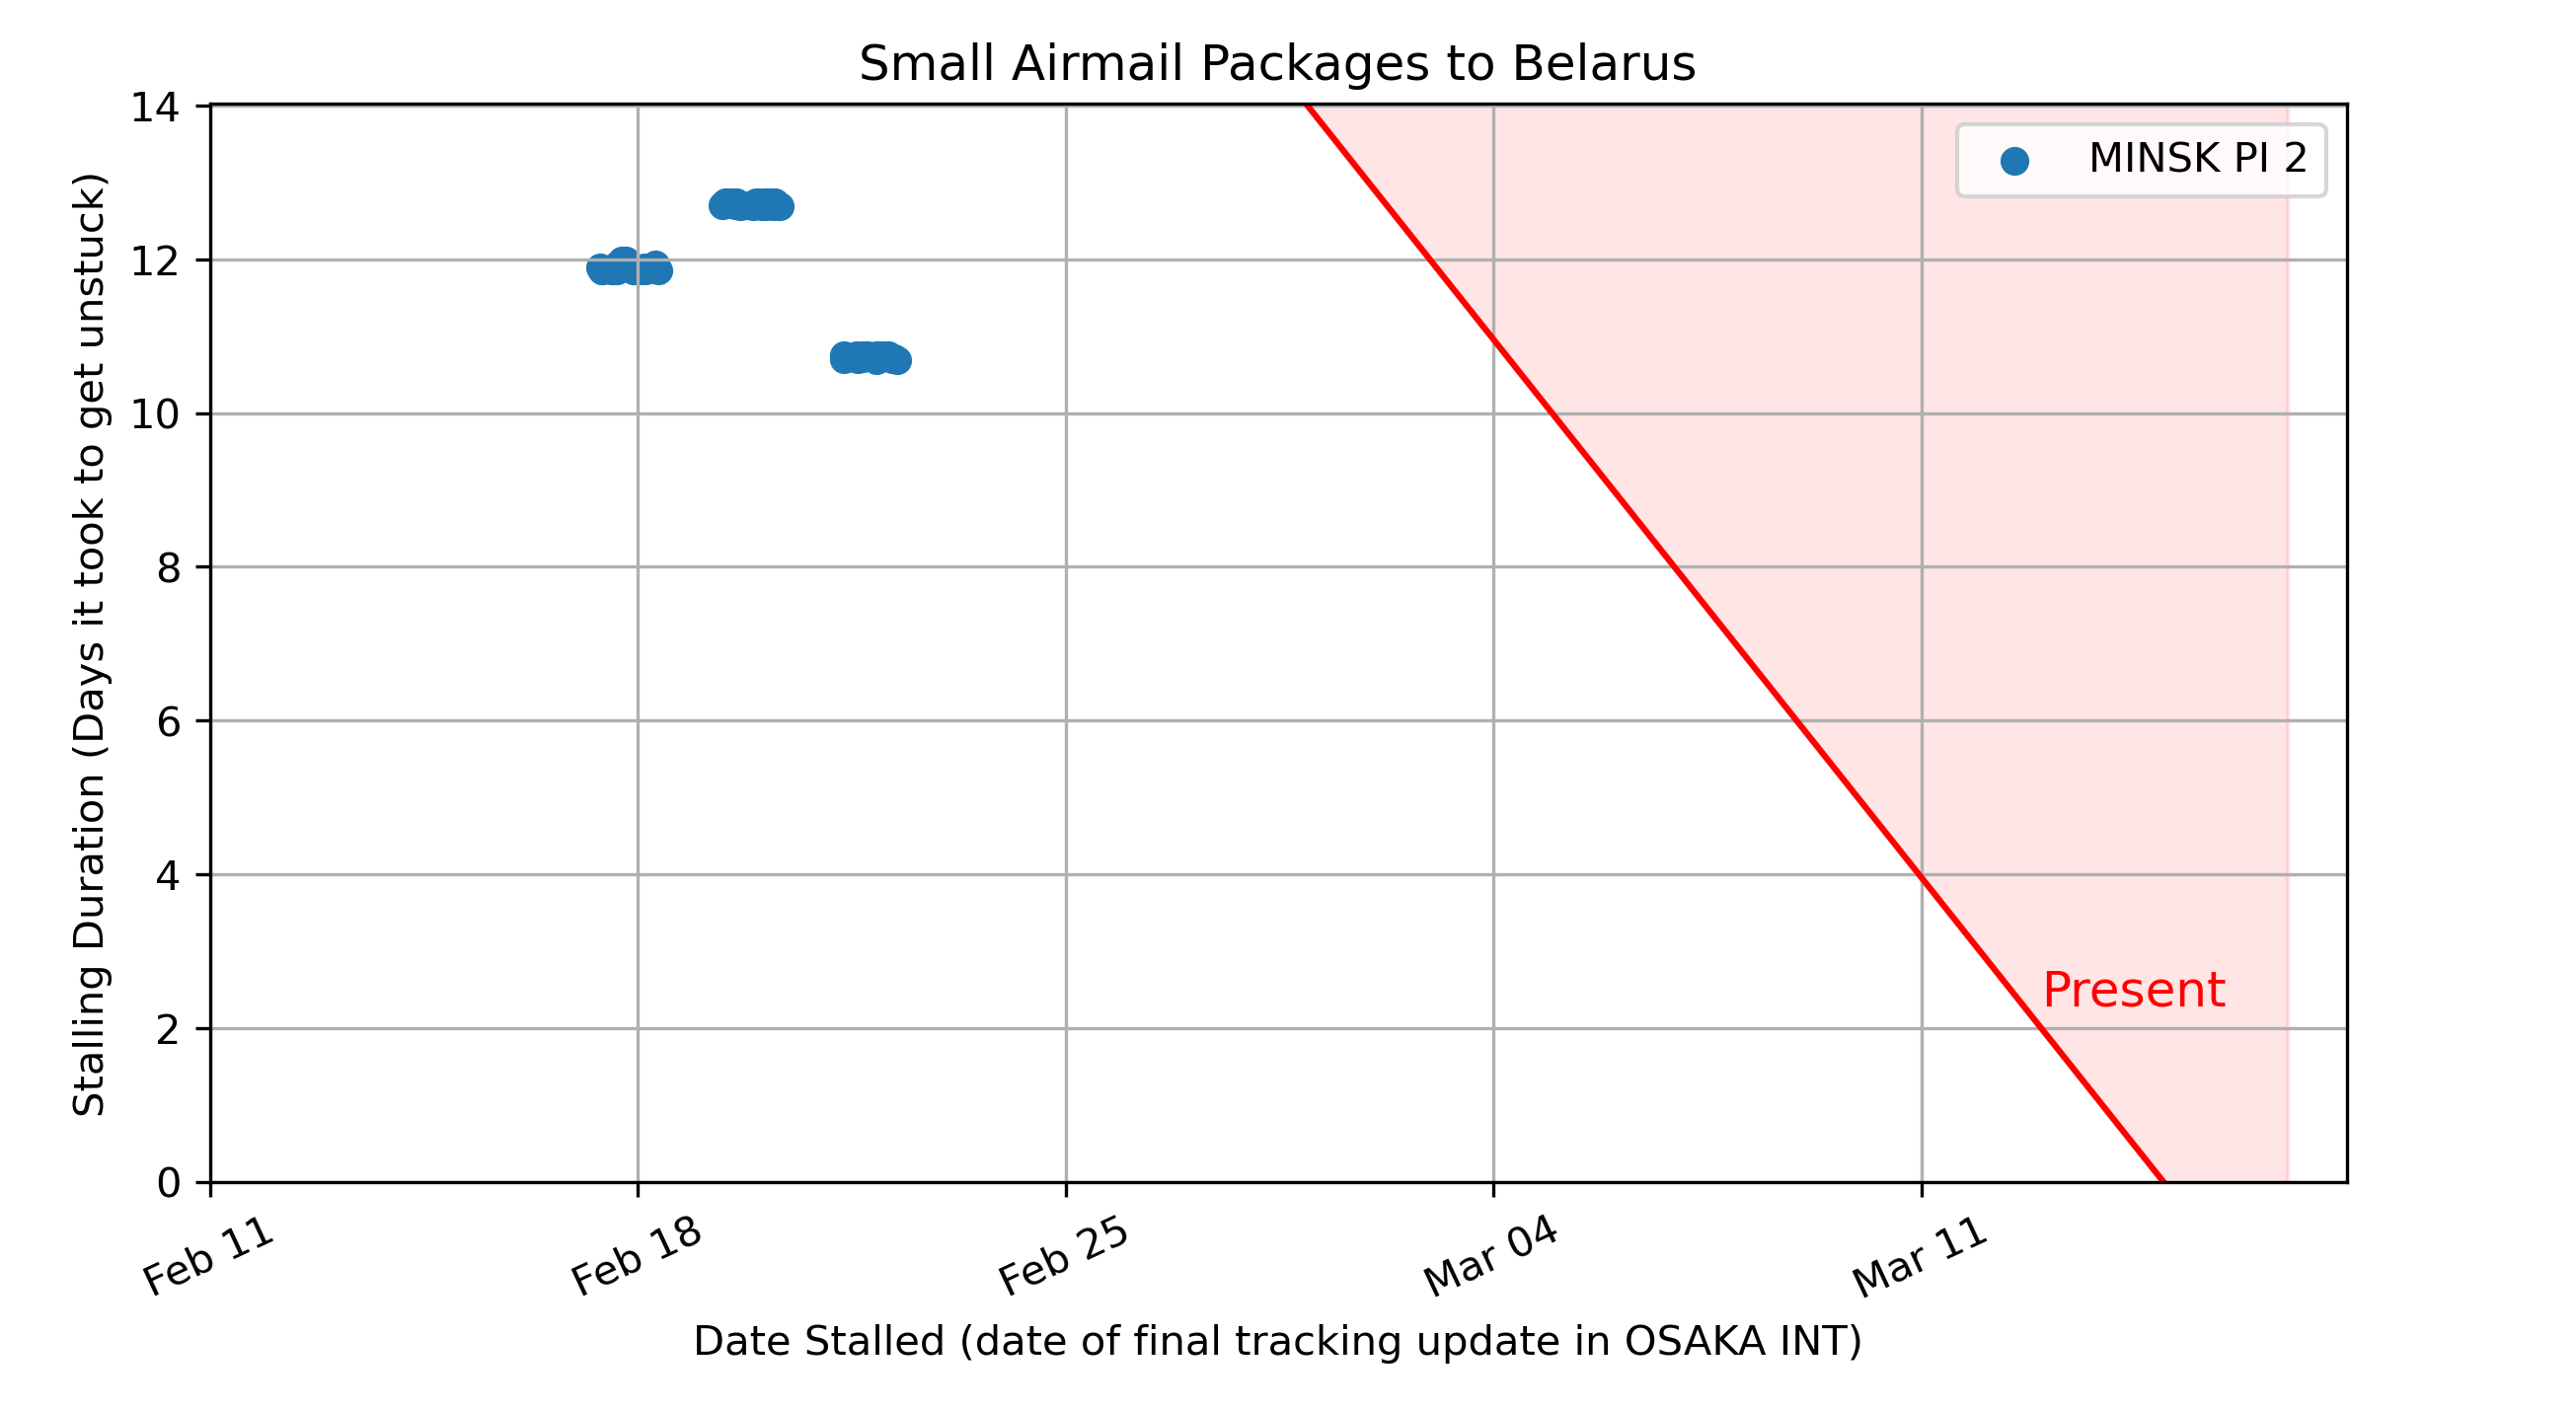 Small Airmail Packages to Belarus
Stalling Duration (Days it took to get unstuck)
14
12
10
8
6
4
2
0
MINSK PI 2
Present
Feb 11
Feb 18
Feb 25
Mar 04
Mar 11
Date Stalled (date of final tracking update in OSAKA INT)